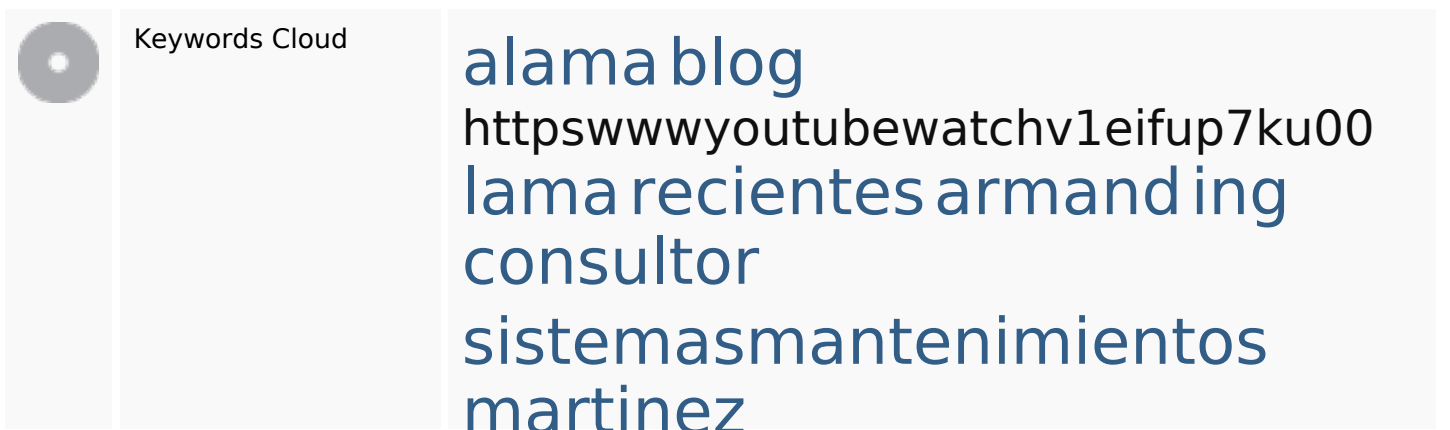 Keywords Cloud
alama blog
httpswwwyoutubewatchv1eifup7ku00
lama recientes armand ing
consultor
sistemasmantenimientos
martinez